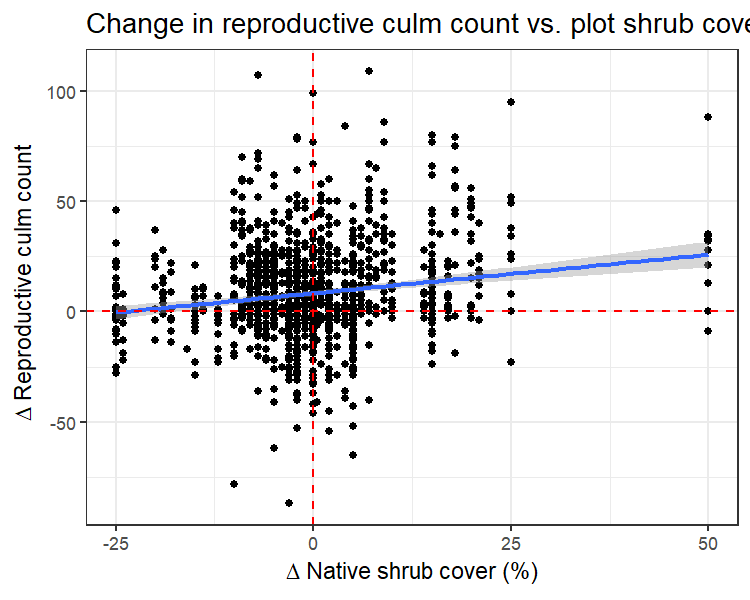 Change in reproductive culm count vs. plot shrub cove
100
50
0
-50
Δ Reproductive culm count
-25
0
25
50
Δ Native shrub cover (%)